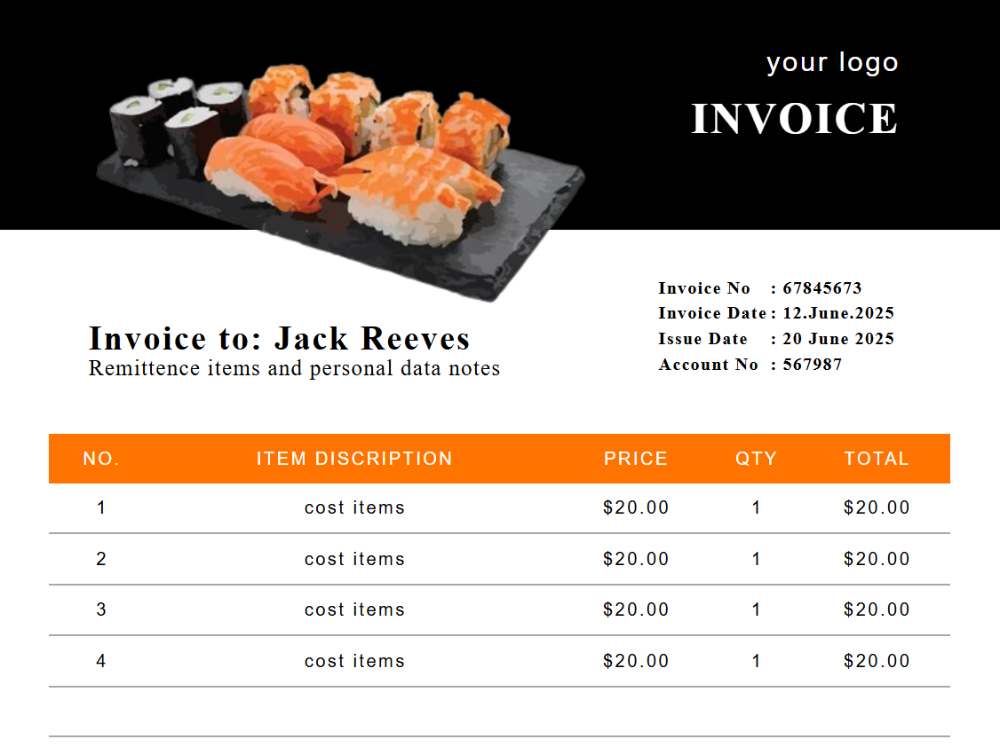 your logo
INVOICE
Invoice No : 67845673
Invoice Date : 12.June.2025
Issue Date : 20 June 2025
Account No : 567987
Invoice to: Jack Reeves
Remittence items and personal data notes
NO. ITEM DISCRIPTION PRICE QTY TOTAL
1 cost items $20.00 1 $20.00
2 cost items $20.00 1 $20.00
3 cost items $20.00 1 $20.00
4 cost items $20.00 1 $20.00